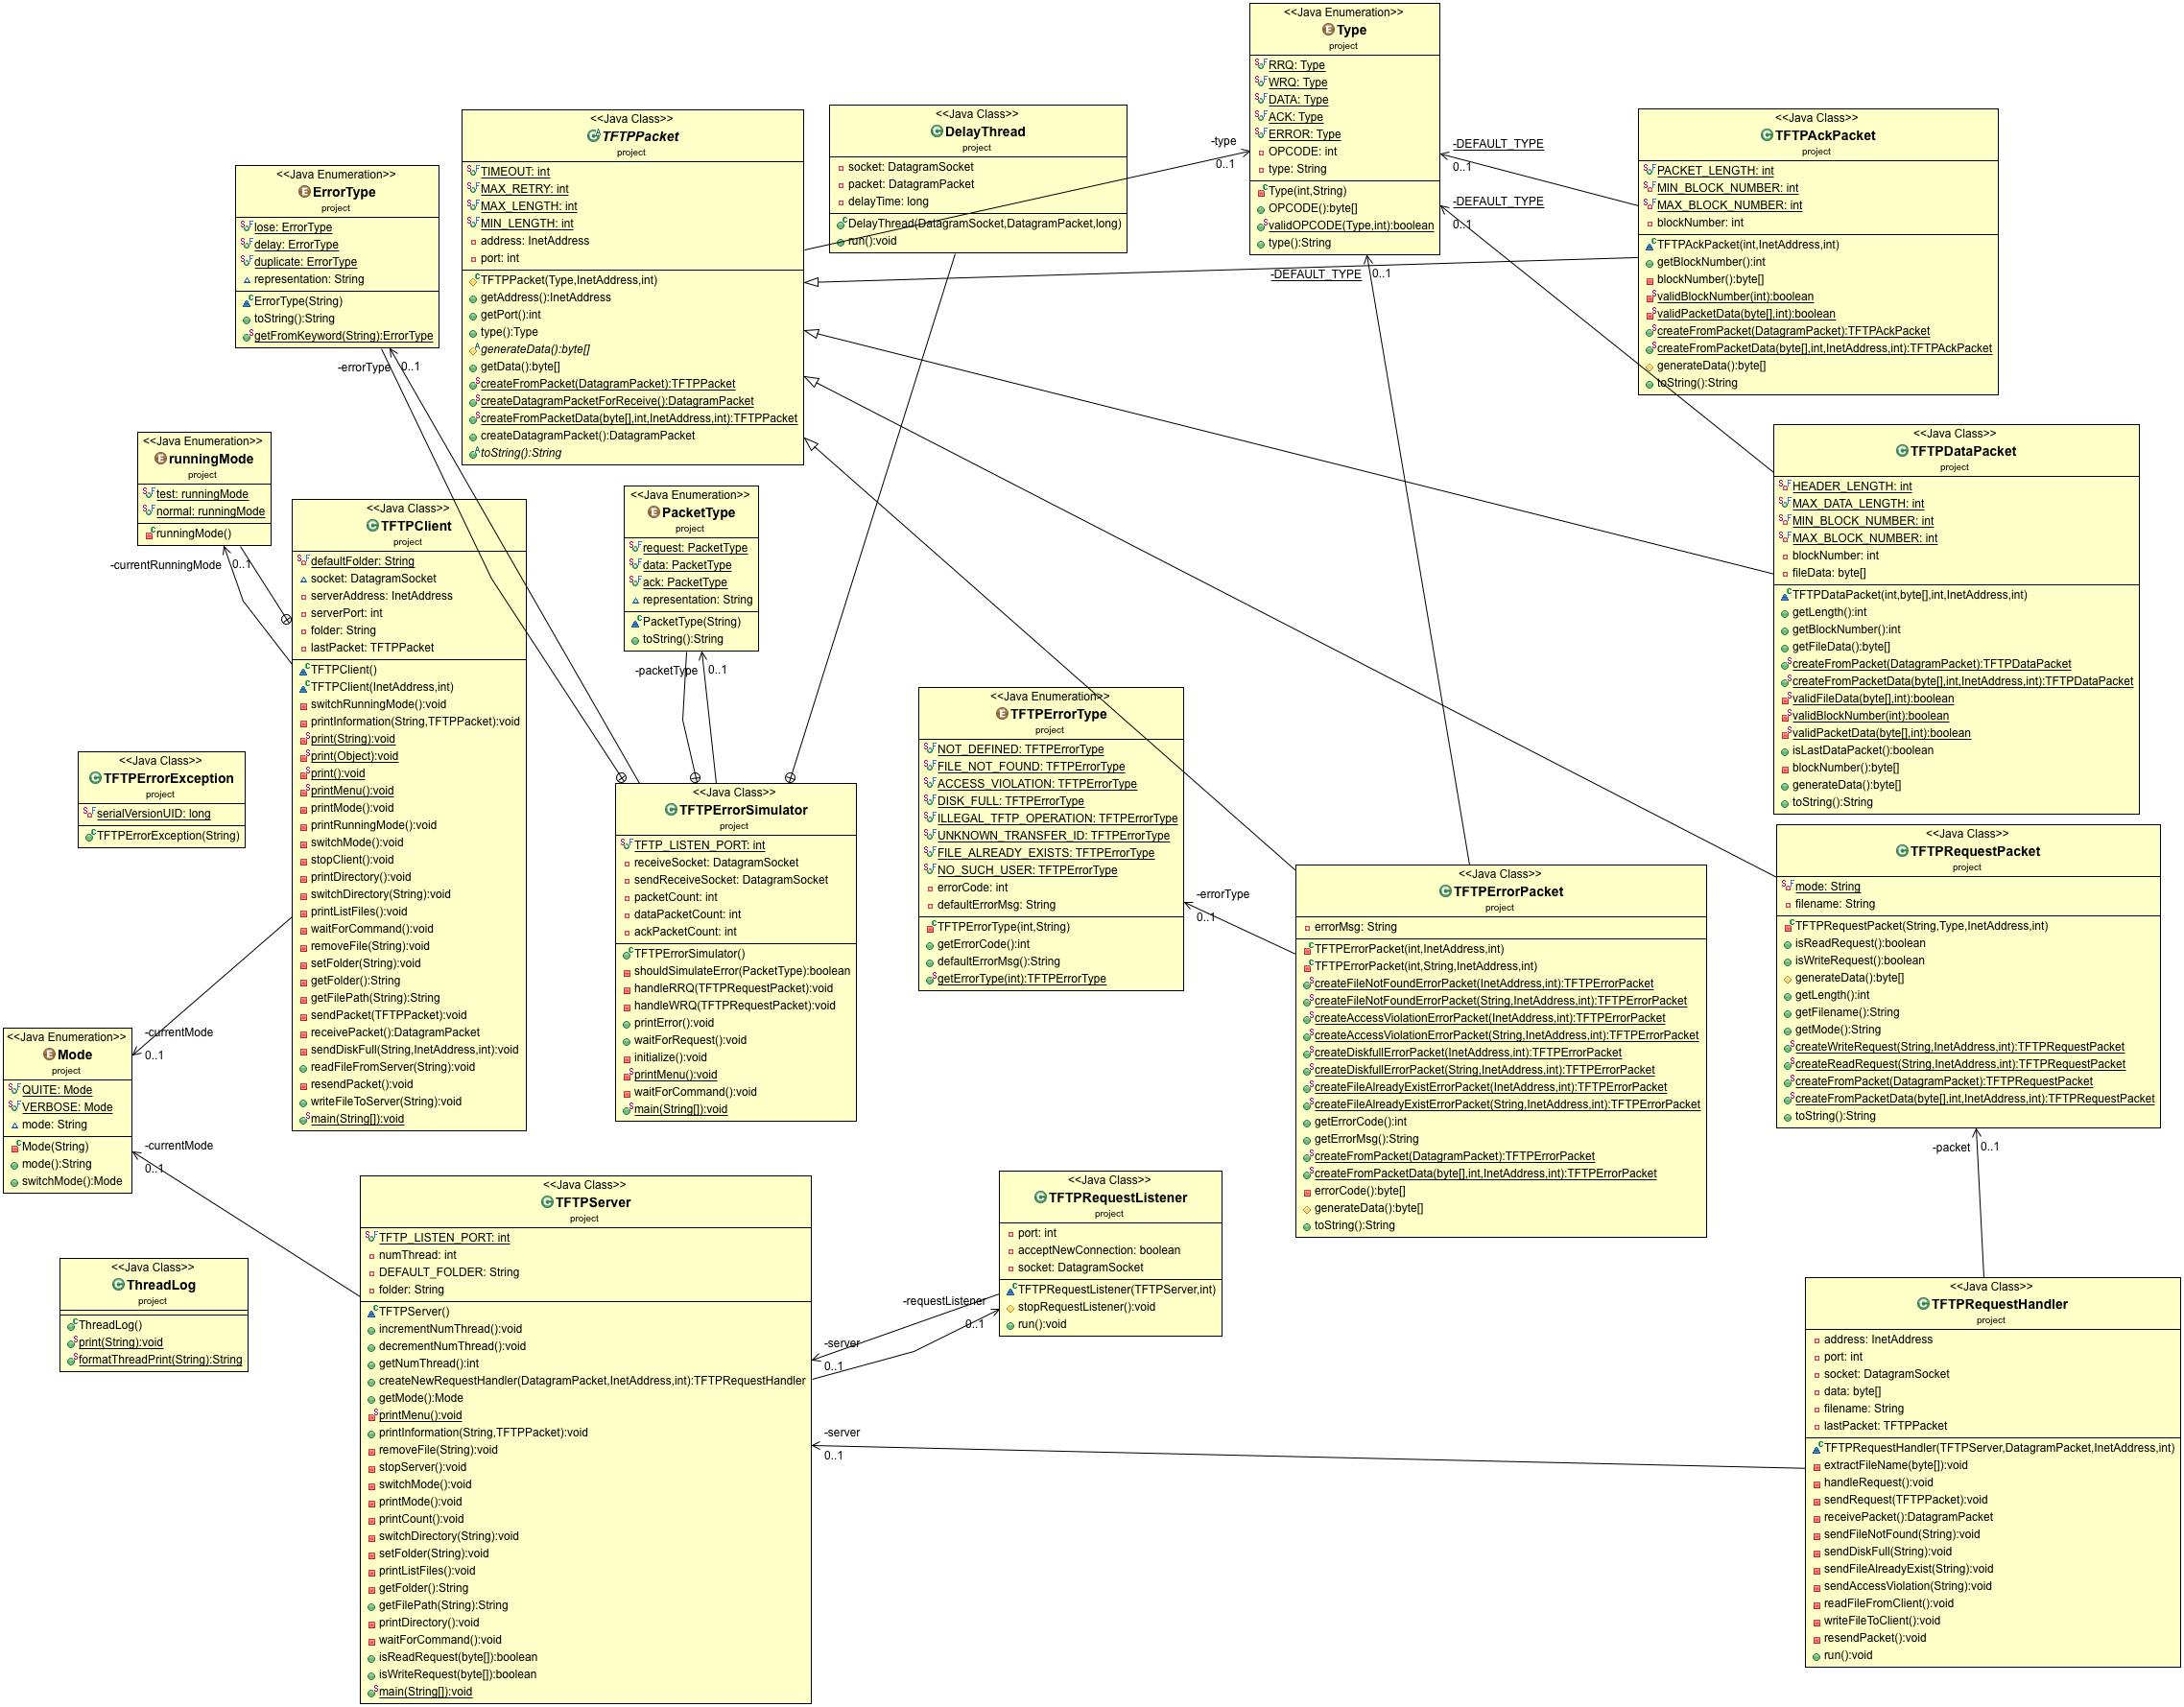 <<Java Enumeration>>
Type
project
RRQ: Type
WRQ: Type
DATA: Type
ACK: Type
ERROR: Type
OPCODE: int
type: String
Type(int,String)
OPCODE():byte[]
validOPCODE(Type,int):boolean
type():String
<<Java Class>>
TFTPPacket
project
TIMEOUT: int
MAX_RETRY: int
MAX_LENGTH: int
MIN_LENGTH: int
address: InetAddress
port: int
TFTPPacket(Type,InetAddress,int)
getAddress():InetAddress
getPort():int
type():Type
generateData():byte[]
getData():byte[]
createFromPacket(DatagramPacket):TFTPPacket
createDatagramPacketForReceive():DatagramPacket
createFromPacketData(byte[],int,InetAddress,int):TFTPPacket
createDatagramPacket():DatagramPacket
toString():String
<<Java Class>>
DelayThread
project
socket: DatagramSocket
packet: DatagramPacket
delayTime: long
DelayThread(DatagramSocket,DatagramPacket,long)
run():void
-type
0..1
-DEFAULT_TYPE
0..1
-DEFAULT_TYPE
0..1
-DEFAULT_TYPE
0..1
<<Java Class>>
TFTPAckPacket
project
PACKET_LENGTH: int
MIN_BLOCK_NUMBER: int
MAX_BLOCK_NUMBER: int
blockNumber: int
TFTPAckPacket(int,InetAddress,int)
getBlockNumber():int
blockNumber():byte[]
validBlockNumber(int):boolean
validPacketData(byte[],int):boolean
createFromPacket(DatagramPacket):TFTPAckPacket
createFromPacketData(byte[],int,InetAddress,int):TFTPAckPacket
generateData():byte[]
toString():String
<<Java Enumeration>>
ErrorType
project
lose: ErrorType
delay: ErrorType
duplicate: ErrorType
representation: String
ErrorType(String)
toString():String
getFromKeyword(String):ErrorType
-errorType
0..1
<<Java Enumeration>>
runningMode
project
test: runningMode
normal: runningMode
runningMode()
-currentRunningMode
0..1
<<Java Class>>
TFTPClient
project
defaultFolder: String
socket: DatagramSocket
serverAddress: InetAddress
serverPort: int
folder: String
lastPacket: TFTPPacket
TFTPClient()
TFTPClient(InetAddress,int)
switchRunningMode():void
printInformation(String,TFTPPacket):void
print(String):void
print(Object):void
print():void
printMenu():void
printMode():void
printRunningMode():void
switchMode():void
stopClient():void
printDirectory():void
switchDirectory(String):void
printListFiles():void
waitForCommand():void
removeFile(String):void
setFolder(String):void
getFolder():String
getFilePath(String):String
sendPacket(TFTPPacket):void
receivePacket():DatagramPacket
sendDiskFull(String,InetAddress,int):void
readFileFromServer(String):void
resendPacket():void
writeFileToServer(String):void
main(String[]):void
<<Java Enumeration>>
PacketType
project
request: PacketType
data: PacketType
ack: PacketType
representation: String
PacketType(String)
toString():String
-packetType
0..1
<<Java Class>>
TFTPDataPacket
project
HEADER_LENGTH: int
MAX_DATA_LENGTH: int
MIN_BLOCK_NUMBER: int
MAX_BLOCK_NUMBER: int
blockNumber: int
fileData: byte[]
TFTPDataPacket(int,byte[],int,InetAddress,int)
getLength():int
getBlockNumber():int
getFileData():byte[]
createFromPacket(DatagramPacket):TFTPDataPacket
createFromPacketData(byte[],int,InetAddress,int):TFTPDataPacket
validFileData(byte[],int):boolean
validBlockNumber(int):boolean
validPacketData(byte[],int):boolean
isLastDataPacket():boolean
blockNumber():byte[]
generateData():byte[]
toString():String
<<Java Enumeration>>
TFTPErrorType
project
NOT_DEFINED: TFTPErrorType
FILE_NOT_FOUND: TFTPErrorType
ACCESS_VIOLATION: TFTPErrorType
DISK_FULL: TFTPErrorType
ILLEGAL_TFTP_OPERATION: TFTPErrorType
UNKNOWN_TRANSFER_ID: TFTPErrorType
FILE_ALREADY_EXISTS: TFTPErrorType
NO_SUCH_USER: TFTPErrorType
errorCode: int
defaultErrorMsg: String
TFTPErrorType(int,String)
getErrorCode():int
defaultErrorMsg():String
getErrorType(int):TFTPErrorType
<<Java Class>>
TFTPErrorException
project
serialVersionUID: long
TFTPErrorException(String)
<<Java Class>>
TFTPErrorSimulator
project
TFTP_LISTEN_PORT: int
receiveSocket: DatagramSocket
sendReceiveSocket: DatagramSocket
packetCount: int
dataPacketCount: int
ackPacketCount: int
TFTPErrorSimulator()
shouldSimulateError(PacketType):boolean
handleRRQ(TFTPRequestPacket):void
handleWRQ(TFTPRequestPacket):void
printError():void
waitForRequest():void
initialize():void
printMenu():void
waitForCommand():void
main(String[]):void
-errorType
0..1
<<Java Class>>
TFTPErrorPacket
project
errorMsg: String
TFTPErrorPacket(int,InetAddress,int)
TFTPErrorPacket(int,String,InetAddress,int)
createFileNotFoundErrorPacket(InetAddress,int):TFTPErrorPacket
createFileNotFoundErrorPacket(String,InetAddress,int):TFTPErrorPacket
createAccessViolationErrorPacket(InetAddress,int):TFTPErrorPacket
createAccessViolationErrorPacket(String,InetAddress,int):TFTPErrorPacket
createDiskfullErrorPacket(InetAddress,int):TFTPErrorPacket
createDiskfullErrorPacket(String,InetAddress,int):TFTPErrorPacket
createFileAlreadyExistErrorPacket(InetAddress,int):TFTPErrorPacket
createFileAlreadyExistErrorPacket(String,InetAddress,int):TFTPErrorPacket
getErrorCode():int
getErrorMsg():String
createFromPacket(DatagramPacket):TFTPErrorPacket
createFromPacketData(byte[],int,InetAddress,int):TFTPErrorPacket
errorCode():byte[]
generateData():byte[]
toString():String
<<Java Class>>
TFTPRequestPacket
project
mode: String
filename: String
TFTPRequestPacket(String,Type,InetAddress,int)
isReadRequest():boolean
isWriteRequest():boolean
generateData():byte[]
getLength():int
getFilename():String
getMode():String
createWriteRequest(String,InetAddress,int):TFTPRequestPacket
createReadRequest(String,InetAddress,int):TFTPRequestPacket
createFromPacket(DatagramPacket):TFTPRequestPacket
createFromPacketData(byte[],int,InetAddress,int):TFTPRequestPacket
toString():String
-packet
0..1
<<Java Enumeration>>
Mode
project
QUITE: Mode
VERBOSE: Mode
mode: String
Mode(String)
mode():String
switchMode():Mode
-currentMode
0..1
-currentMode
0..1
<<Java Class>>
ThreadLog
project
ThreadLog()
print(String):void
formatThreadPrint(String):String
<<Java Class>>
TFTPServer
project
TFTP_LISTEN_PORT: int
numThread: int
DEFAULT_FOLDER: String
folder: String
TFTPServer()
incrementNumThread():void
decrementNumThread():void
getNumThread():int
createNewRequestHandler(DatagramPacket,InetAddress,int):TFTPRequestHandler
getMode():Mode
printMenu():void
printInformation(String,TFTPPacket):void
removeFile(String):void
stopServer():void
switchMode():void
printMode():void
printCount():void
switchDirectory(String):void
setFolder(String):void
printListFiles():void
getFolder():String
getFilePath(String):String
printDirectory():void
waitForCommand():void
isReadRequest(byte[]):boolean
isWriteRequest(byte[]):boolean
main(String[]):void
<<Java Class>>
TFTPRequestListener
project
port: int
acceptNewConnection: boolean
socket: DatagramSocket
TFTPRequestListener(TFTPServer,int)
stopRequestListener():void
run():void
-requestListener
0..1
-server
0..1
-server
0..1
<<Java Class>>
TFTPRequestHandler
project
address: InetAddress
port: int
socket: DatagramSocket
data: byte[]
filename: String
lastPacket: TFTPPacket
TFTPRequestHandler(TFTPServer,DatagramPacket,InetAddress,int)
extractFileName(byte[]):void
handleRequest():void
sendRequest(TFTPPacket):void
receivePacket():DatagramPacket
sendFileNotFound(String):void
sendDiskFull(String):void
sendFileAlreadyExist(String):void
sendAccessViolation(String):void
readFileFromClient():void
writeFileToClient():void
resendPacket():void
run():void